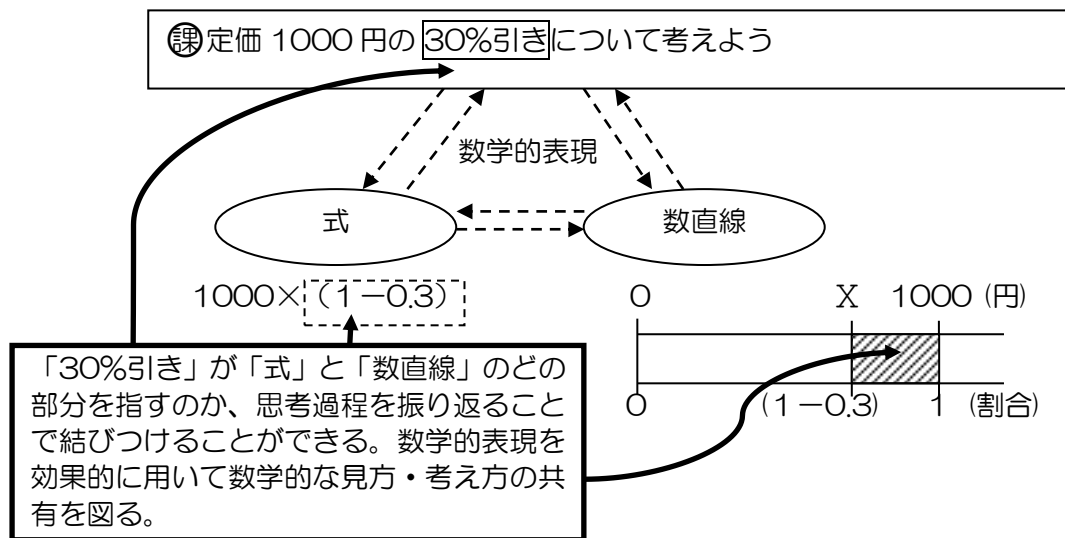 ㋕定価 1000 円の 30%引きについて考えよう
数学的表現
式
数直線
1000×(1-0.3)
0 X 1000 (円)
0 (1-0.3) 1 (割合)
「30%引き」が「式」と「数直線」のどの
部分を指すのか、思考過程を振り返ること
で結びつけることができる。数学的表現を
効果的に用いて数学的な見方・考え方の共
有を図る。